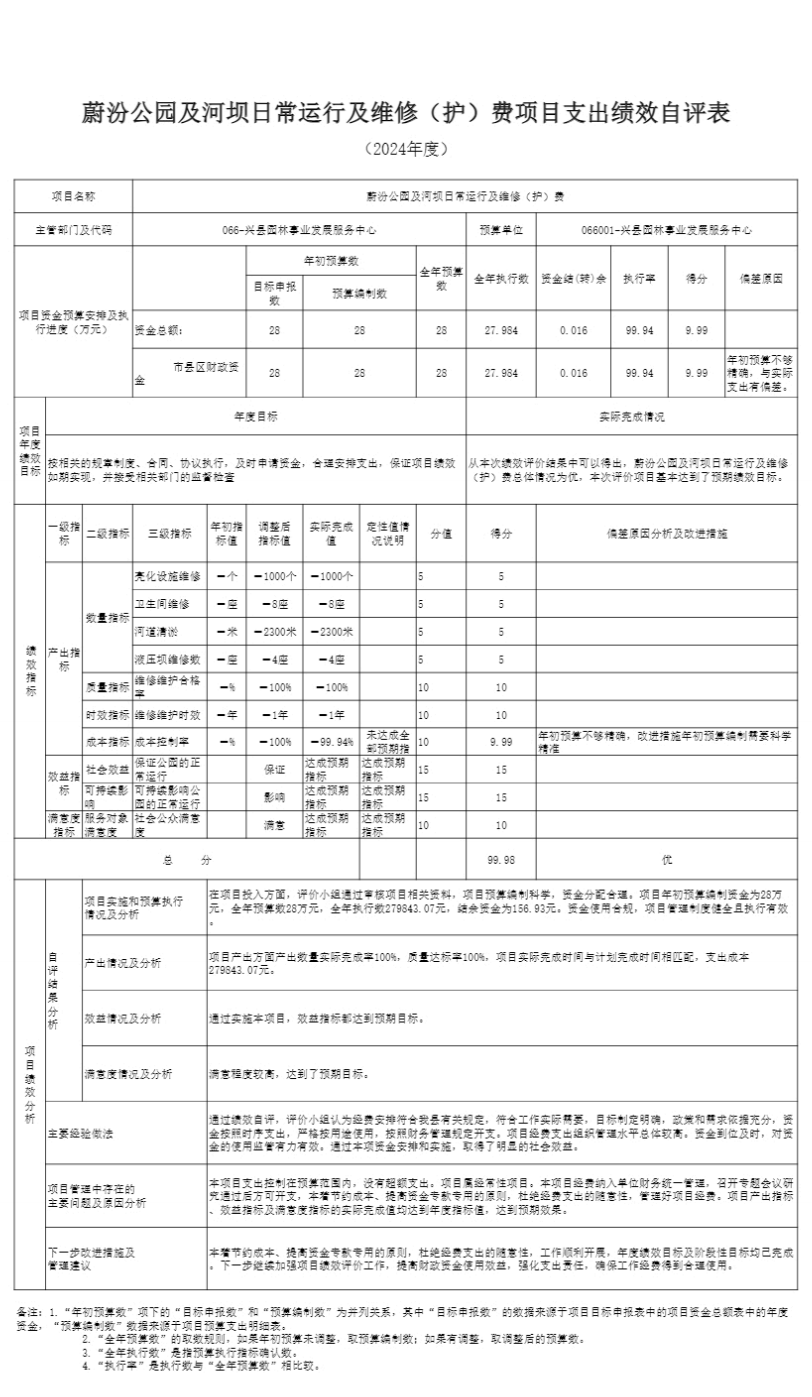 蔚汾公园及河坝日常运行及维修（护）费项目支出绩效自评表
（2024年度）
项目名称
蔚汾公园及河坝日常运行及维修（护）费
主管部门及代码
066-兴县园林事业发展服务中心
预算单位
066001-兴县园林事业发展服务中心
项目资金预算安排及执
行进度（万元）
年初预算数
目标申报
数
预算编制数
全年预算
数
全年执行数
资金结(转)余
执行率
得分
偏差原因
资金总额：
28
28
28
27.984
0.016
99.94
9.99
市县区财政资
金
28
28
28
27.984
0.016
99.94
9.99
年初预算不够
精确，与实际
支出有偏差。
项目
年度
绩效
目标
年度目标
实际完成情况
按相关的规章制度、合同、协议执行，及时申请资金，合理安排支出，保证项目绩效
如期实现，并接受相关部门的监督检查
从本次绩效评价结果中可以得出，蔚汾公园及河坝日常运行及维修
（护）费总体情况为优，本次评价项目基本达到了预期绩效目标。
绩
效
指
标
一级指
标
二级指标
三级指标
年初指
标值
调整后
指标值
实际完成
值
定性值情
况说明
分值
得分
偏差原因分析及改进措施
产出指
标
数量指标
亮化设施维修
－个
－1000个
－1000个
5
5
卫生间维修
－座
－8座
－8座
5
5
河道清淤
－米
－2300米
－2300米
5
5
液压坝维修数
－座
－4座
－4座
5
5
质量指标
维修维护合格
率
－%
－100%
－100%
10
10
时效指标
维修维护时效
－年
－1年
－1年
10
10
成本指标
成本控制率
－%
－100%
－99.94%
未达成全
部预期指
10
9.99
年初预算不够精确，改进措施年初预算编制需要科学
精准
效益指
标
社会效益
保证公园的正
常运行
保证
达成预期
指标
达成预期
指标
15
15
可持续影
响
可持续影响公
园的正常运行
影响
达成预期
指标
达成预期
指标
15
15
满意度
指标
服务对象
满意度
社会公众满意
度
满意
达成预期
指标
达成预期
指标
10
10
总 分
99.98
优
项
目
绩
效
分
析
自
评
结
果
分
析
项目实施和预算执行
情况及分析
在项目投入方面，评价小组通过审核项目相关资料，项目预算编制科学，资金分配合理。项目年初预算编制资金为28万
元，全年预算数28万元，全年执行数279843.07元，结余资金为156.93元。资金使用合规，项目管理制度健全且执行有效
。
产出情况及分析
项目产出方面产出数量实际完成率100%，质量达标率100%，项目实际完成时间与计划完成时间相匹配，支出成本
279843.07元。
效益情况及分析
通过实施本项目，效益指标都达到预期目标。
满意度情况及分析
满意程度较高，达到了预期目标。
主要经验做法
通过绩效自评，评价小组认为经费安排符合我县有关规定，符合工作实际需要，目标制定明确，政策和需求依据充分，资
金按照时序支出，严格按用途使用，按照财务管理规定开支。项目经费支出组织管理水平总体较高。资金到位及时，对资
金的使用监管有力有效。通过本项资金安排和实施，取得了明显的社会效益。
项目管理中存在的
主要问题及原因分析
本项目支出控制在预算范围内，没有超额支出。项目属经常性项目。本项目经费纳入单位财务统一管理，召开专题会议研
究通过后方可开支，本着节约成本、提高资金专款专用的原则，杜绝经费支出的随意性，管理好项目经费。项目产出指标
、效益指标及满意度指标的实际完成值均达到年度指标值，达到预期效果。
下一步改进措施及
管理建议
本着节约成本、提高资金专款专用的原则，杜绝经费支出的随意性，工作顺利开展，年度绩效目标及阶段性目标均已完成
。下一步继续加强项目绩效评价工作，提高财政资金使用效益，强化支出责任，确保工作经费得到合理使用。
备注：1.“年初预算数”项下的“目标申报数”和“预算编制数”为并列关系，其中“目标申报数”的数据来源于项目目标申报表中的项目资金总额表中的年度
资金，“预算编制数”数据来源于项目预算支出明细表。
2.“全年预算数”的取数规则，如果年初预算未调整，取预算编制数；如果有调整，取调整后的预算数。
3.“全年执行数”是指预算执行指标确认数。
4.“执行率”是执行数与“全年预算数”相比较。